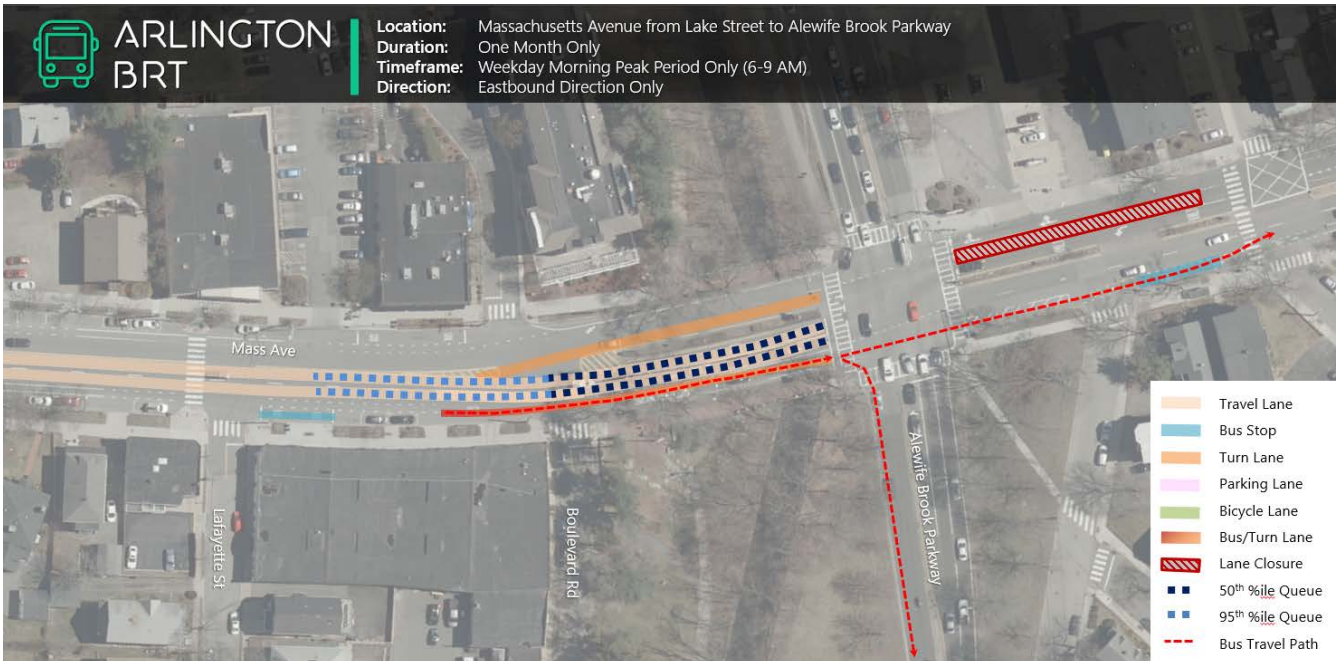 ARLINGTON
BRT
Location: Massachusetts Avenue from Lake Street to Alewife Brook Parkway
Duration: One Month Only
Timeframe: Weekday Morning Peak Period Only (6-9 AM)
Direction: Eastbound Direction Only
Mass Ave
Lafayette St
Boulevard Rd
Alewife Brook Parkway
Travel Lane
Bus Stop
Turn Lane
Parking Lane
Bicycle Lane
Bus/Turn Lane
Lane Closure
50th %ile Queue
95th %ile Queue
Bus Travel Path